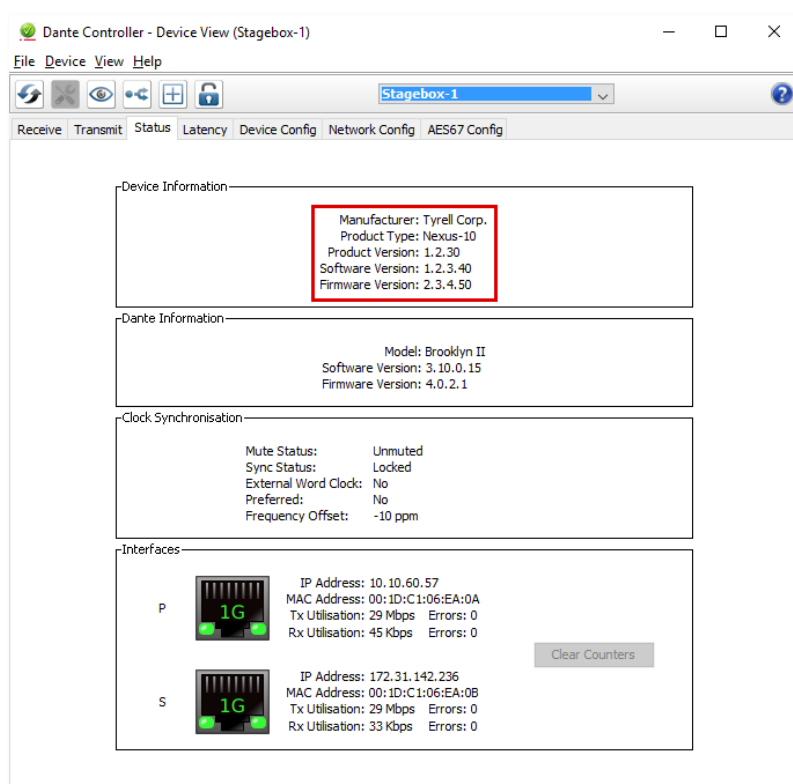 Dante Controller - Device View (Stagebox-1)
File Device View Help
Stagebox-1
?
Receive Transmit Status Latency Device Config Network Config AES67 Config
Device Information
Manufacturer: Tyrell Corp.
Product Type: Nexus-10
Product Version: 1.2.30
Software Version: 1.2.3.40
Firmware Version: 2.3.4.50
Dante Information
Model: Brooklyn II
Software Version: 3.10.0.15
Firmware Version: 4.0.2.1
Clock Synchronisation
Mute Status: Unmuted
Sync Status: Locked
External Word Clock: No
Preferred: No
Frequency Offset: -10 ppm
Interfaces
P
1G
IP Address: 10.10.60.57
MAC Address: 00:1D:C1:06:EA:0A
Tx Utilisation: 29 Mbps Errors: 0
Rx Utilisation: 45 Kbps Errors: 0
Clear Counters
S
1G
IP Address: 172.31.142.236
MAC Address: 00:1D:C1:06:EA:0B
Tx Utilisation: 29 Mbps Errors: 0
Rx Utilisation: 33 Kbps Errors: 0